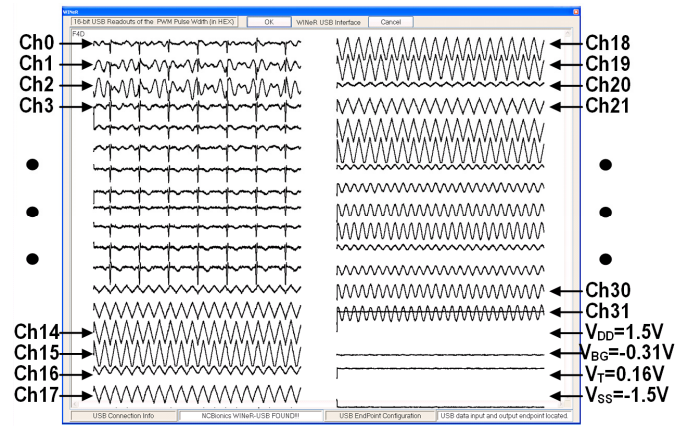 WINeR
16-bit USB Readouts of the PWM Pulse Width (in HEX) OK WINeR USB Interface Cancel
F4D
Ch0
Ch1
Ch2
Ch3
Ch14
Ch15
Ch16
Ch17
Ch18
Ch19
Ch20
Ch21
Ch30
Ch31
VDD=1.5V
VBG=-0.31V
VT=0.16V
VSS=-1.5V
USB Connection Info NCBionics WINeR-USB FOUND!!! USB EndPoint Configuration USB data input and output endpoint located.